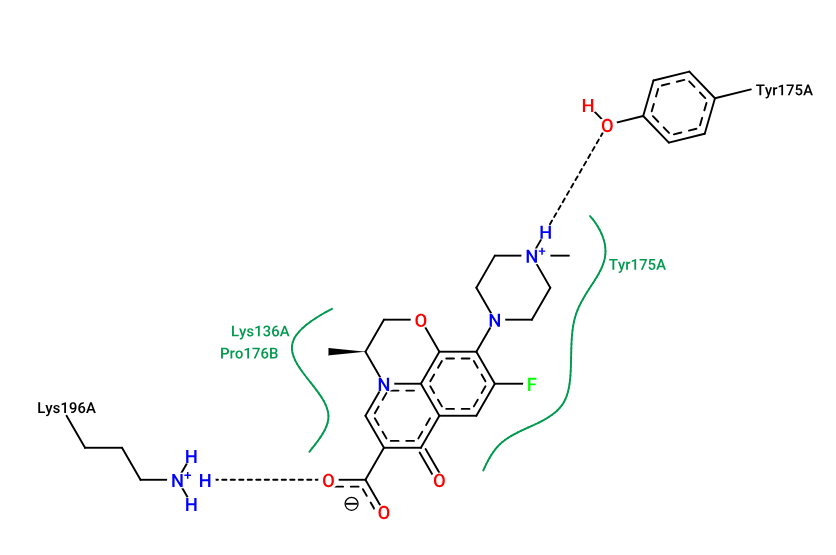 Tyr175A
H
O
H
N+
Tyr175A
N
O
Lys136A
Pro176B
N
F
Lys196A
H
N+ H
H
O
⊖
O
O